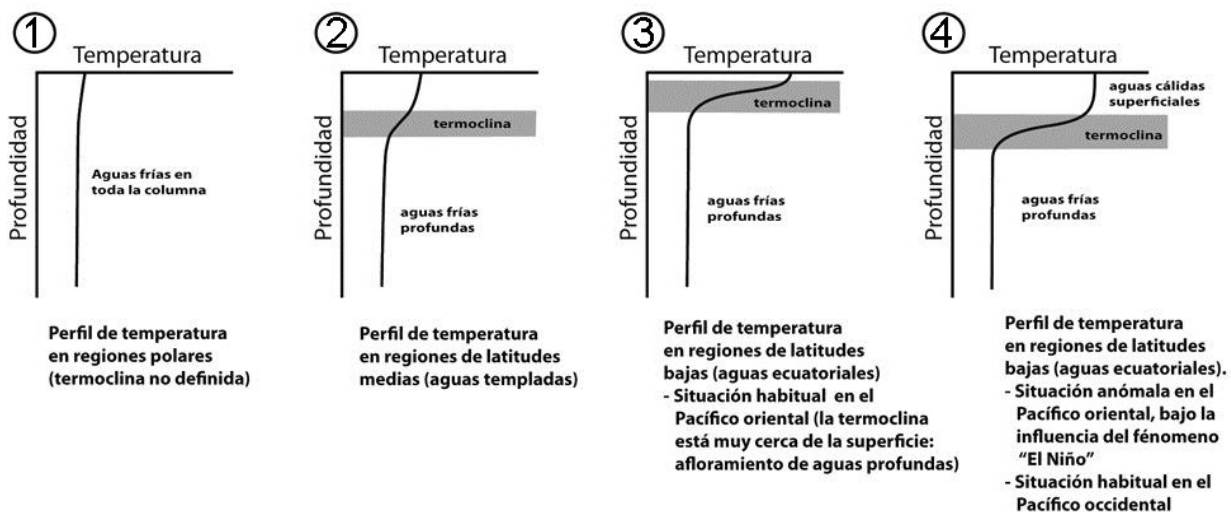 1
Temperatura
Profundidad
Aguas frías en
toda la columna
Perfil de temperatura
en regiones polares
(termoclina no definida)
2
Temperatura
Profundidad
termoclina
aguas frías
profundas
Perfil de temperatura
en regiones de latitudes
medias (aguas templadas)
3
Temperatura
Profundidad
termoclina
aguas frías
profundas
Perfil de temperatura
en regiones de latitudes
bajas (aguas ecuatoriales)
- Situación habitual en el
Pacífico oriental (la termoclina
está muy cerca de la superficie:
afloramiento de aguas profundas)
4
Temperatura
Profundidad
aguas cálidas
superficiales
termoclina
aguas frías
profundas
Perfil de temperatura
en regiones de latitudes
bajas (aguas ecuatoriales).
- Situación anómala en el
Pacífico oriental, bajo la
influencia del fénomeno
“El Niño”
- Situación habitual en el
Pacífico occidental